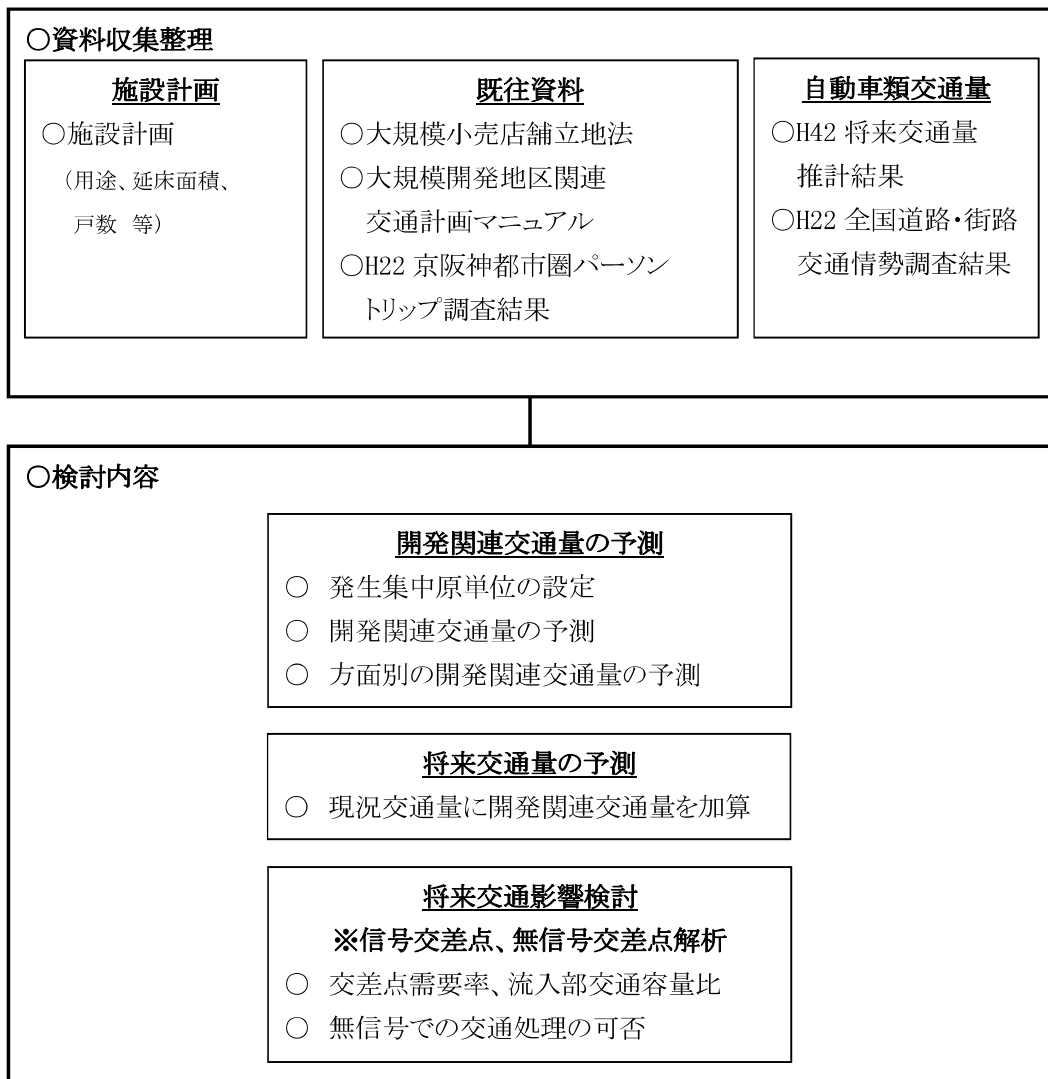 ○資料収集整理
施設計画
○施設計画
（用途、延床面積、
戸数 等）
既往資料
○大規模小売店舗立地法
○大規模開発地区関連
交通計画マニュアル
○H22 京阪神都市圏パーソン
トリップ調査結果
自動車類交通量
○H42 将来交通量
推計結果
○H22 全国道路・街路
交通情勢調査結果
○検討内容
開発関連交通量の予測
○ 発生集中原単位の設定
○ 開発関連交通量の予測
○ 方面別の開発関連交通量の予測
将来交通量の予測
○ 現況交通量に開発関連交通量を加算
将来交通影響検討
※信号交差点、無信号交差点解析
○ 交差点需要率、流入部交通容量比
○ 無信号での交通処理の可否